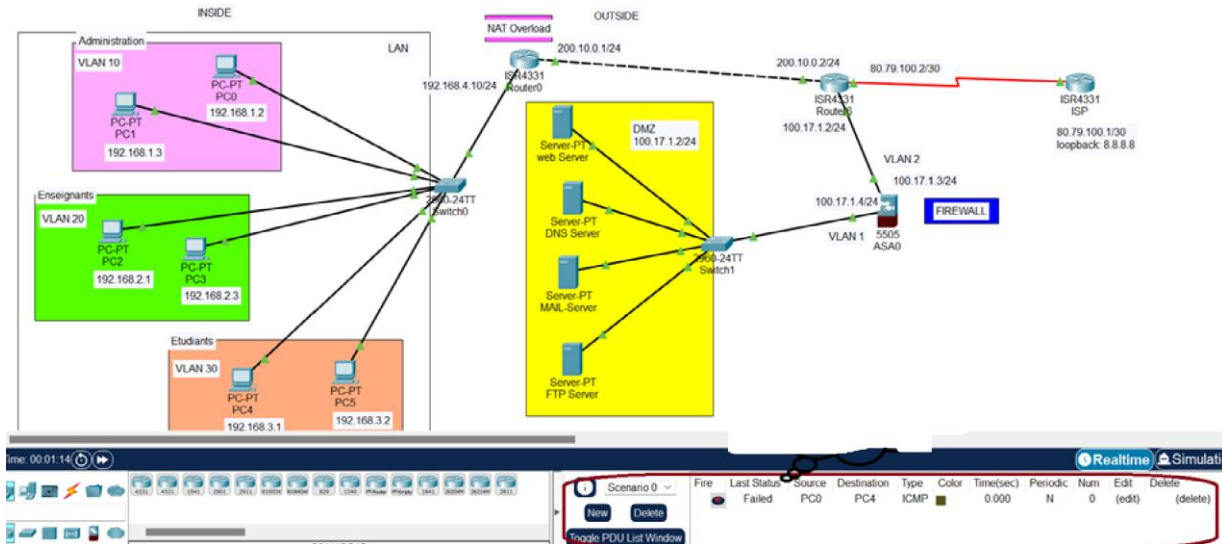 INSIDE
OUTSIDE
NAT Overload
Administration
VLAN 10
LAN
PC-PT
PC0
192.168.1.2
PC-PT
PC1
192.168.1.3
Enseignants
VLAN 20
PC-PT
PC2
192.168.2.1
PC-PT
PC3
192.168.2.3
Etudiants
VLAN 30
PC-PT
PC4
192.168.3.1
PC-PT
PC5
192.168.3.2
2960-24TT
Switch0
192.168.4.10/24
ISR4331
Router0
200.10.0.1/24
200.10.0.2/24
ISR4331
80.79.100.2/30
100.17.1.2/24
ISR4331
ISP
80.79.100.1/30
loopback: 8.8.8.8
DMZ
100.17.1.2/24
Server-PT
web Server
Server-PT
DNS Server
Server-PT
MAIL-Server
Server-PT
FTP Server
2960-24TT
Switch1
VLAN 2
100.17.1.3/24
100.17.1.4/24
VLAN 1
5505
ASA0
FIREWALL
Time: 00:01:14
Realtime
Simulati
4331 4321 1941 2901 2911 819 1240 1841 2811
Scenario 0
New Delete
Toggle PDU List Window
Fire Last Status Source Destination Type Color Time(sec) Periodic Num Edit Delete
Failed PC0 PC4 ICMP 0.000 N 0 (edit) (delete)